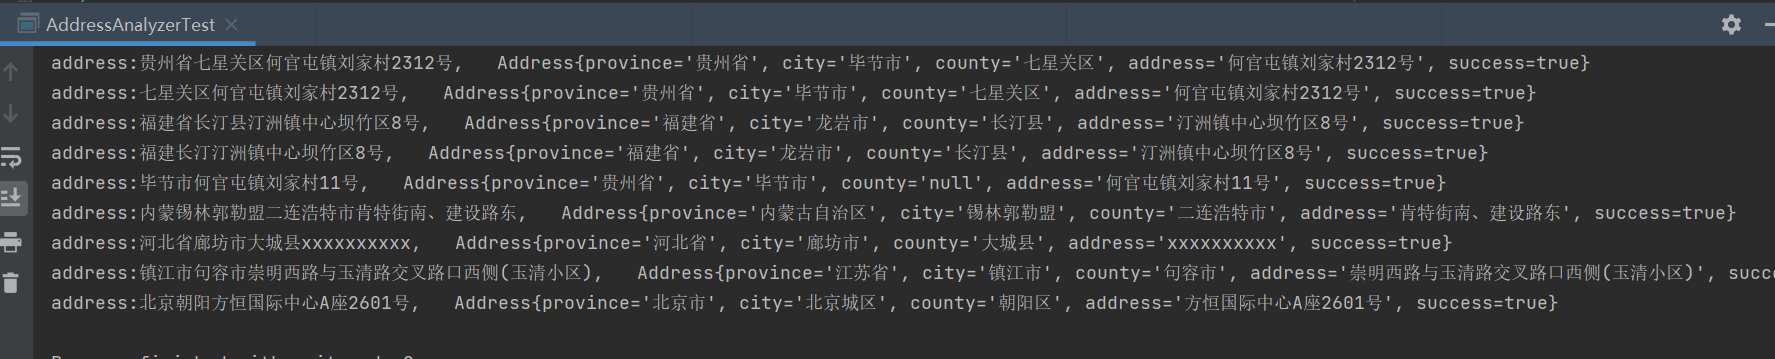 AddressAnalyzerTest
address:贵州省七星关区何官屯镇刘家村2312号,   Address{province='贵州省', city='毕节市', county='七星关区', address='何官屯镇刘家村2312号', success=true}
address:七星关区何官屯镇刘家村2312号,   Address{province='贵州省', city='毕节市', county='七星关区', address='何官屯镇刘家村2312号', success=true}
address:福建省长汀县汀洲镇中心坝竹区8号,   Address{province='福建省', city='龙岩市', county='长汀县', address='汀洲镇中心坝竹区8号', success=true}
address:福建长汀汀洲镇中心坝竹区8号,   Address{province='福建省', city='龙岩市', county='长汀县', address='汀洲镇中心坝竹区8号', success=true}
address:毕节市何官屯镇刘家村11号,   Address{province='贵州省', city='毕节市', county='null', address='何官屯镇刘家村11号', success=true}
address:内蒙锡林郭勒盟二连浩特市肯特街南、建设路东,   Address{province='内蒙古自治区', city='锡林郭勒盟', county='二连浩特市', address='肯特街南、建设路东', success=true}
address:河北省廊坊市大城县xxxxxxxxxx,   Address{province='河北省', city='廊坊市', county='大城县', address='xxxxxxxxxx', success=true}
address:镇江市句容市崇明西路与玉清路交叉路口西侧(玉清小区),   Address{province='江苏省', city='镇江市', county='句容市', address='崇明西路与玉清路交叉路口西侧(玉清小区)', succ
address:北京朝阳方恒国际中心A座2601号,   Address{province='北京市', city='北京城区', county='朝阳区', address='方恒国际中心A座2601号', success=true}